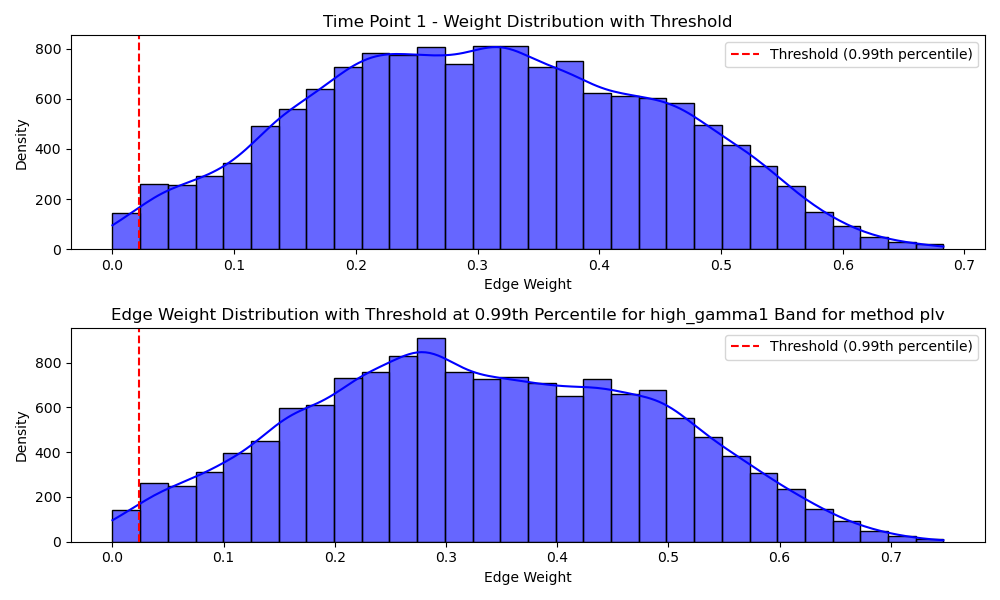 Time Point 1 - Weight Distribution with Threshold
Threshold (0.99th percentile)
Density
800
600
400
200
0
0.0 0.1 0.2 0.3 0.4 0.5 0.6 0.7
Edge Weight
Edge Weight Distribution with Threshold at 0.99th Percentile for high_gamma1 Band for method plv
Threshold (0.99th percentile)
Density
800
600
400
200
0
0.0 0.1 0.2 0.3 0.4 0.5 0.6 0.7
Edge Weight